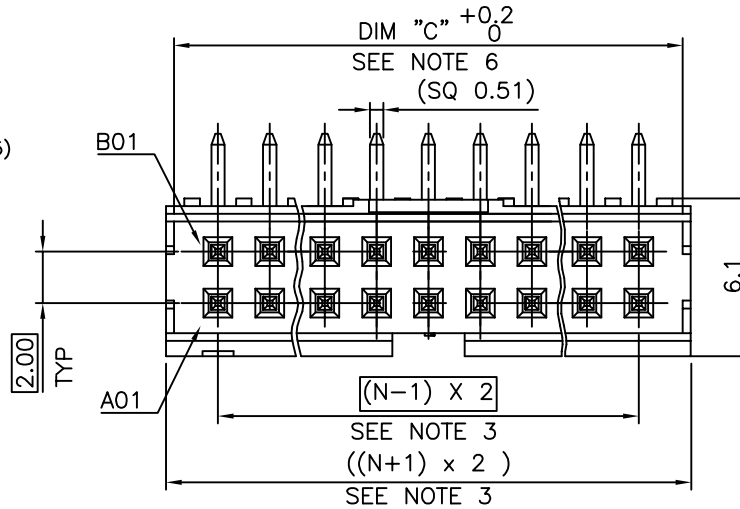 DIM "C" +0.2
0
SEE NOTE 6
(SQ 0.51)
B01
6.1
2.00
TYP
A01
(N-1) X 2
SEE NOTE 3
((N+1) x 2 )
SEE NOTE 3